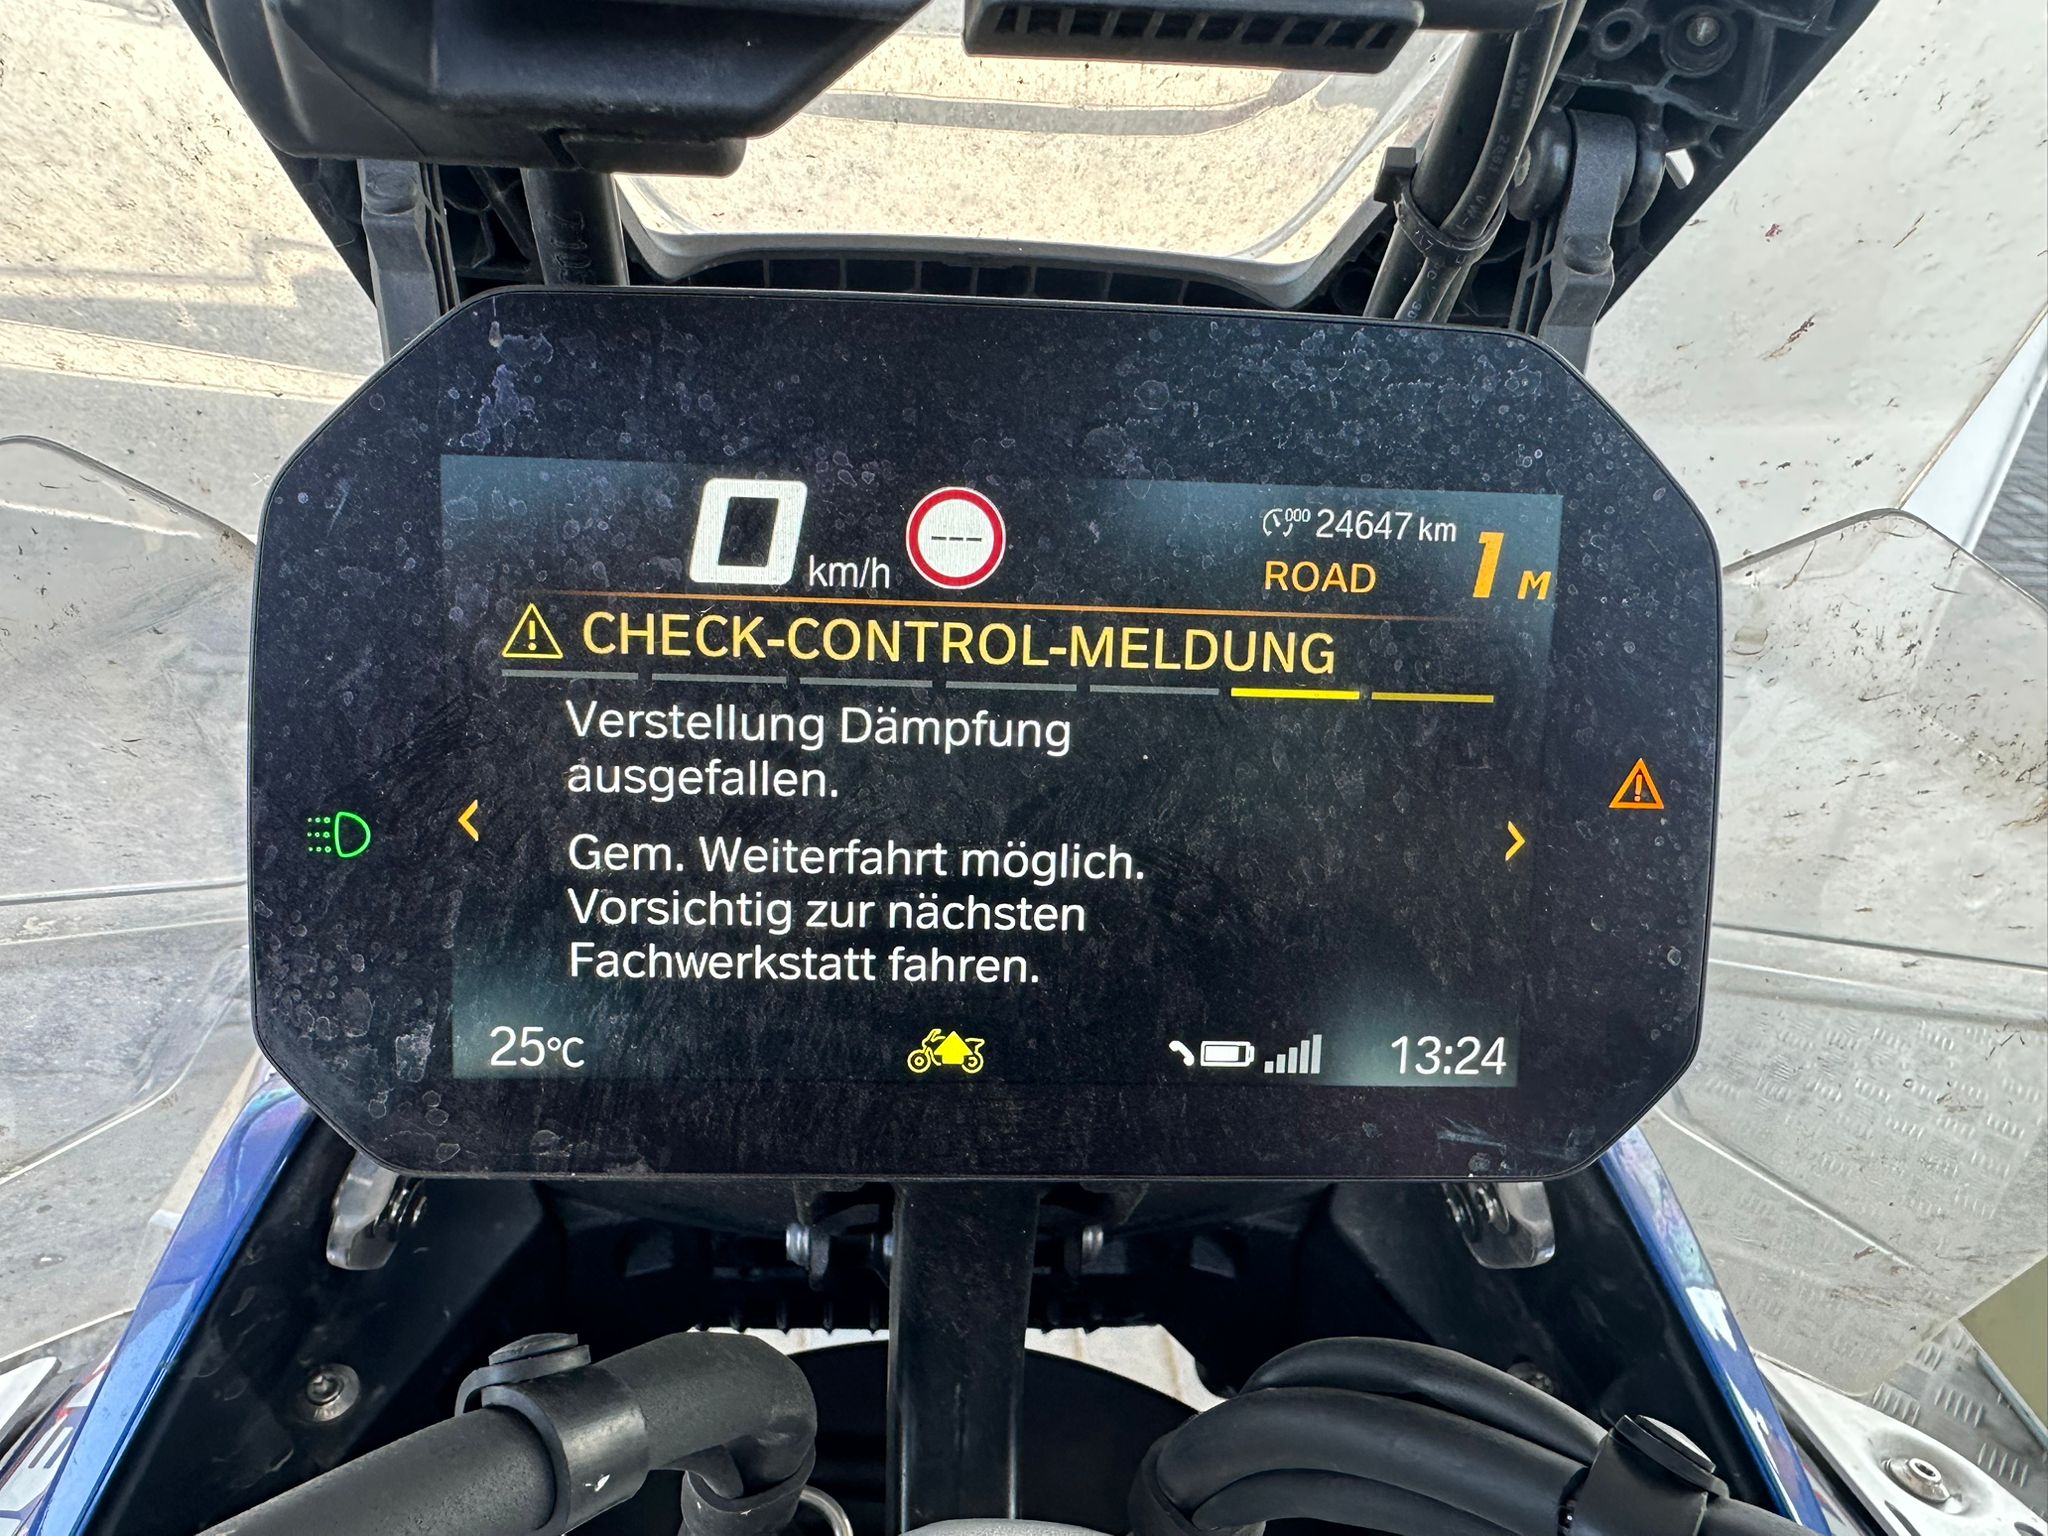 0 km/h --- 000 24647 km
ROAD 1 M
CHECK-CONTROL-MELDUNG
Verstellung Dämpfung
ausgefallen.
Gem. Weiterfahrt möglich.
Vorsichtig zur nächsten
Fachwerkstatt fahren.
25°C 13:24